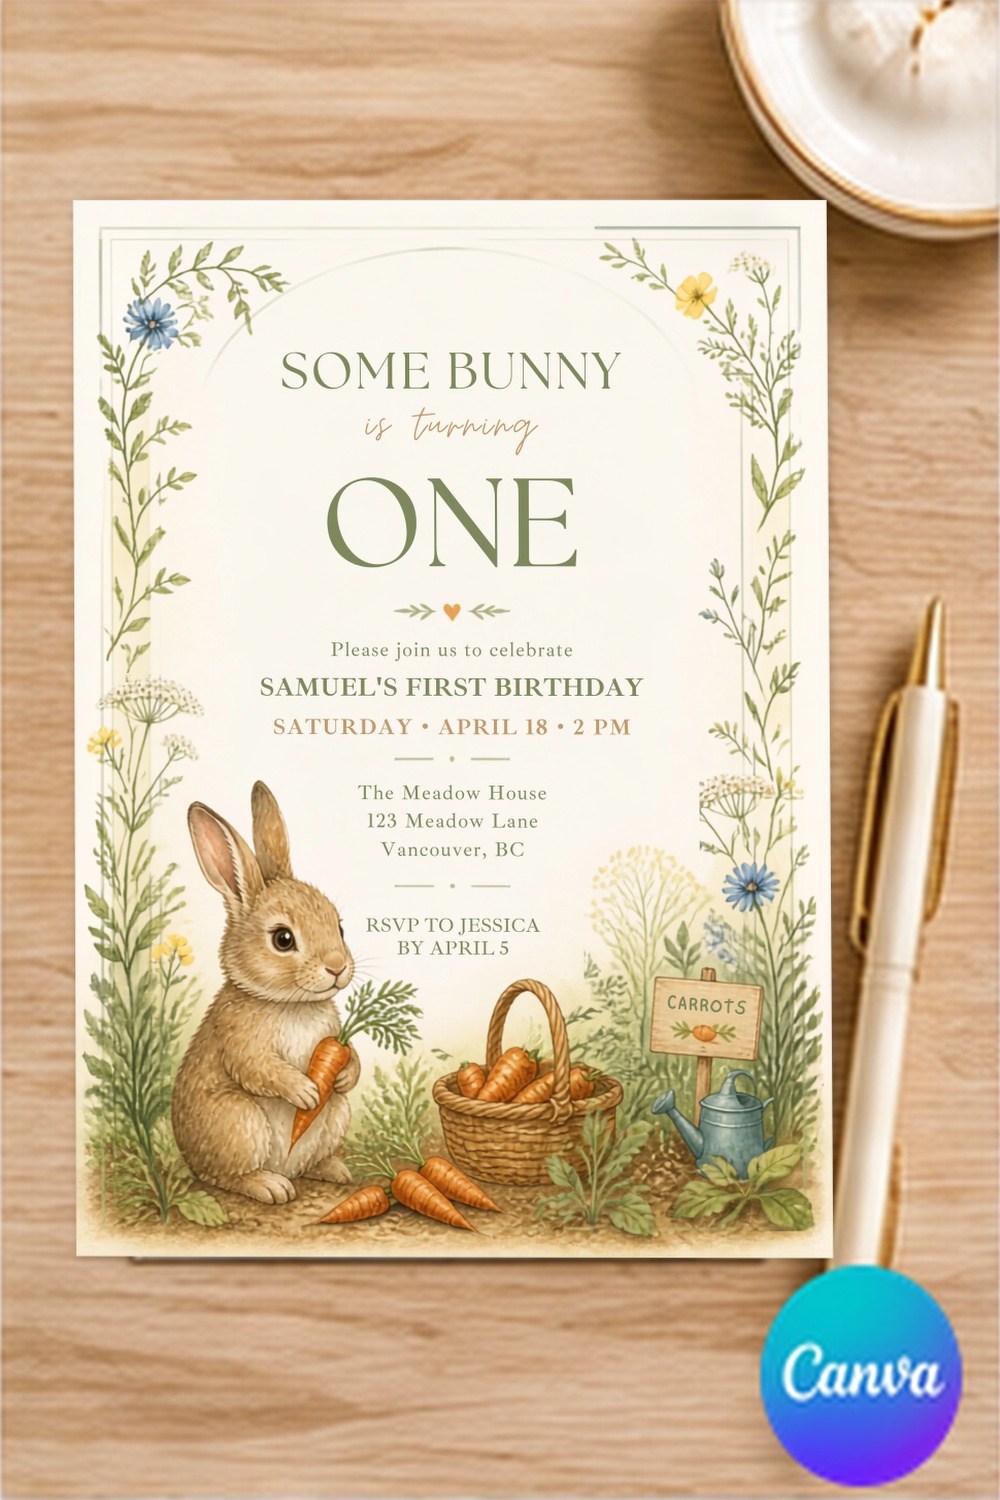 SOME BUNNY
is turning
ONE
Please join us to celebrate
SAMUEL'S FIRST BIRTHDAY
SATURDAY • APRIL 18 • 2 PM
The Meadow House
123 Meadow Lane
Vancouver, BC
RSVP TO JESSICA
BY APRIL 5
CARROTS
Canva